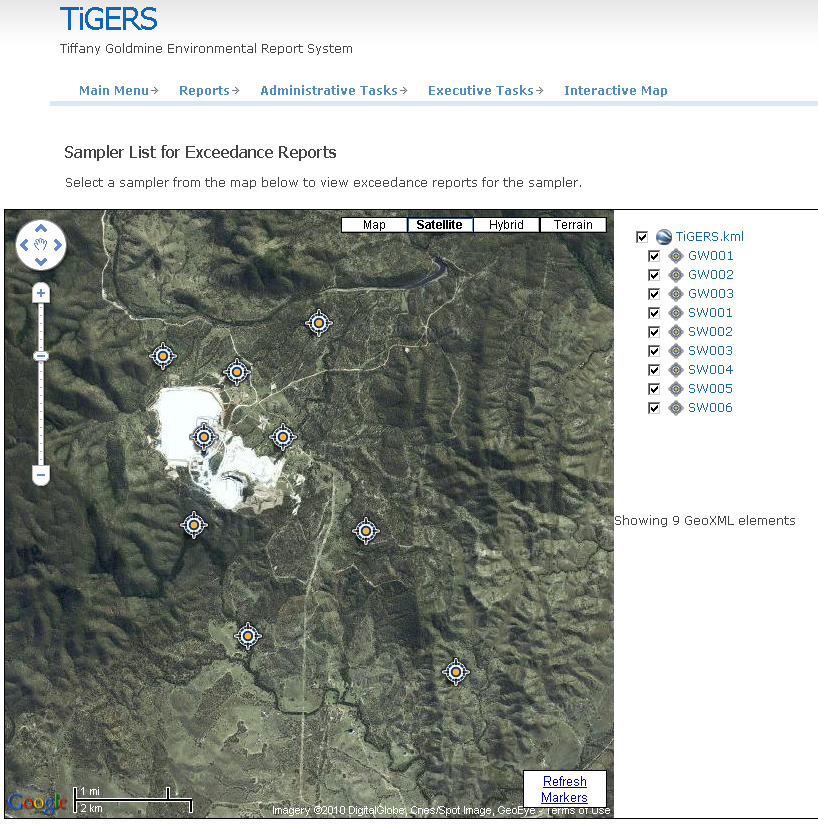 TiGERS
Tiffany Goldmine Environmental Report System
Main Menu Reports Administrative Tasks Executive Tasks Interactive Map
Sampler List for Exceedance Reports
Select a sampler from the map below to view exceedance reports for the sampler.
Map Satellite Hybrid Terrain
TiGERS.kml
GW001
GW002
GW003
SW001
SW002
SW003
SW004
SW005
SW006
Showing 9 GeoXML elements
Refresh
Markers
1 mi
2 km
Google
Imagery ©2010 DigitalGlobe, Cnes/Spot Image, GeoEye - Terms of Use